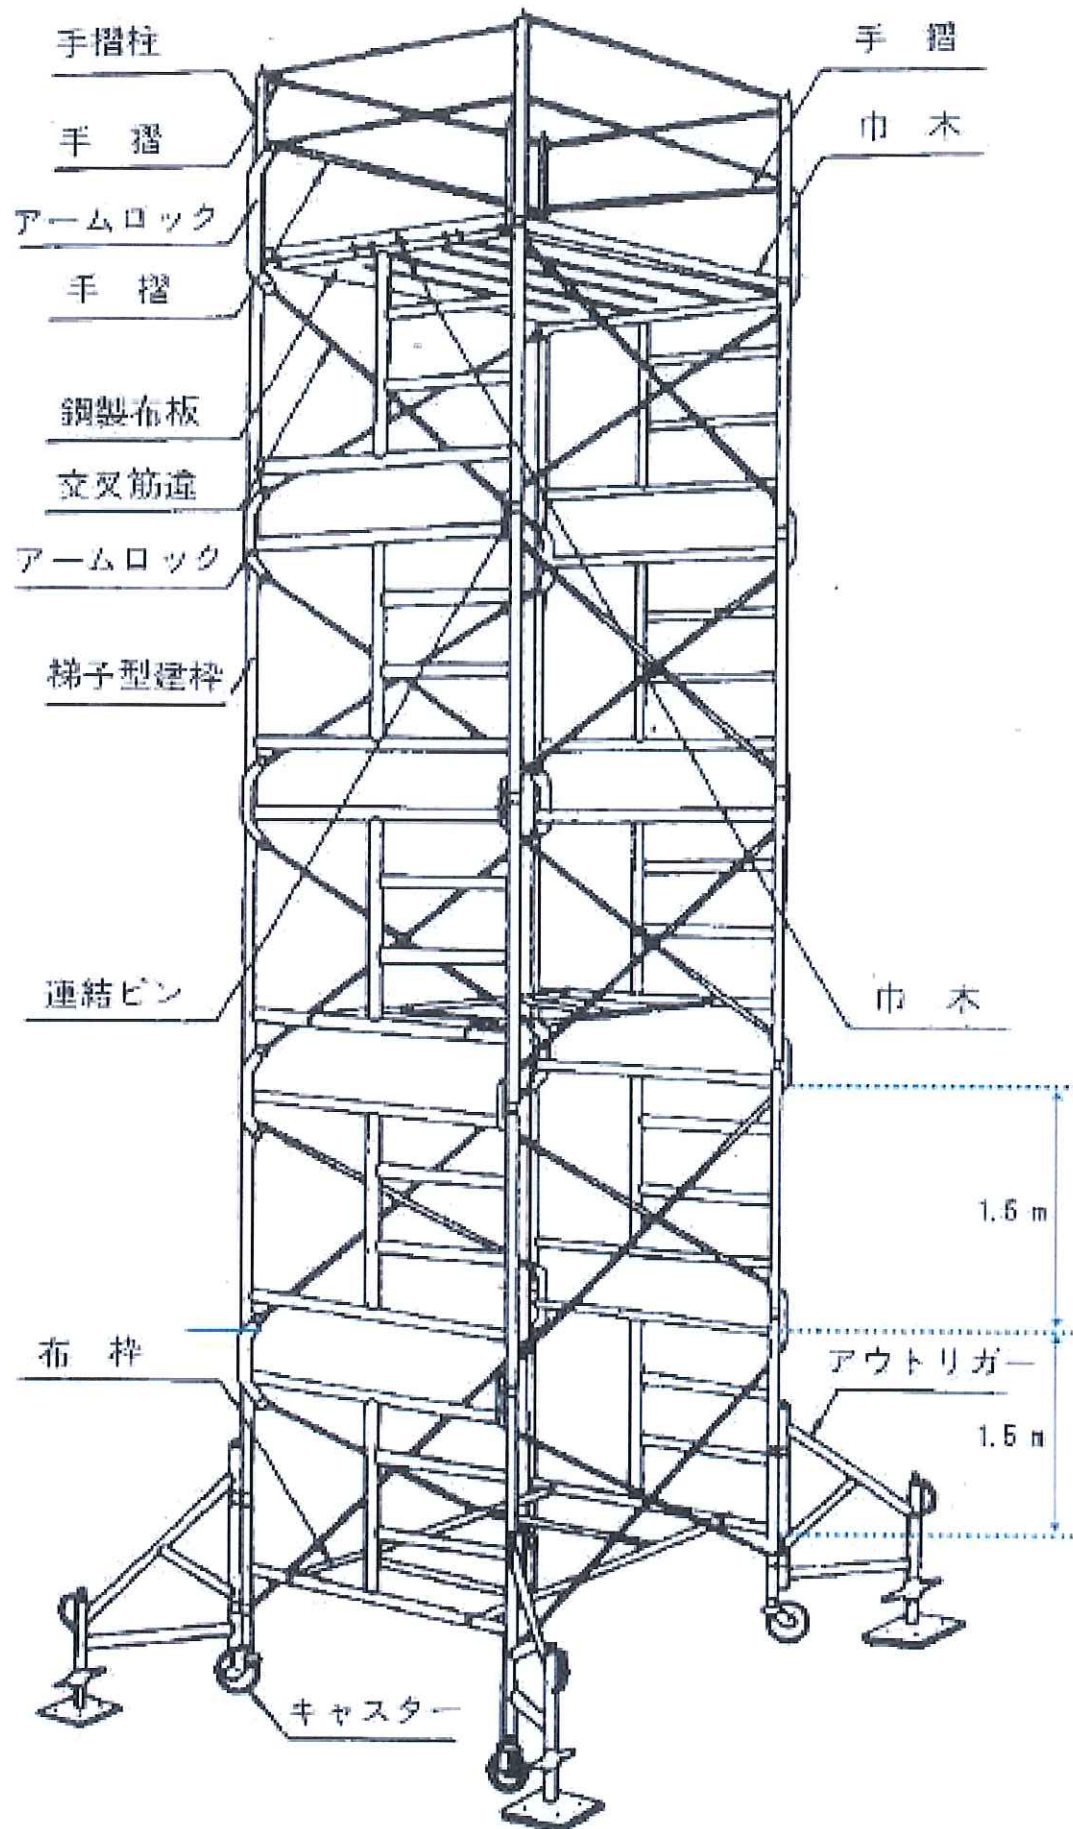 手摺柱
手摺
アームロック
手摺
鋼製布板
交叉筋違
アームロック
梯子型建枠
連結ピン
布枠
キャスター
手摺
巾木
巾木
1.5 m
アウトリガー
1.5 m